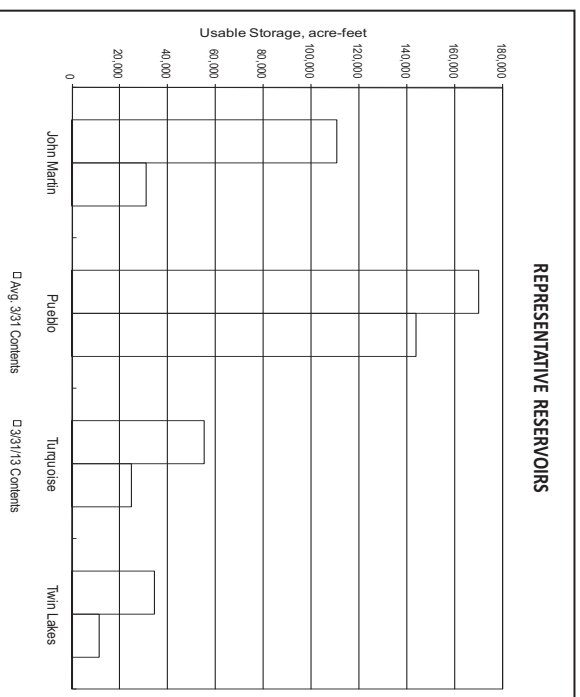 REPRESENTATIVE RESERVOIRS
Usable Storage, acre-feet
180,000
160,000
140,000
120,000
100,000
80,000
60,000
40,000
20,000
0
John Martin
Pueblo
Turquoise
Twin Lakes
Avg. 3/31 Contents
3/31/13 Contents